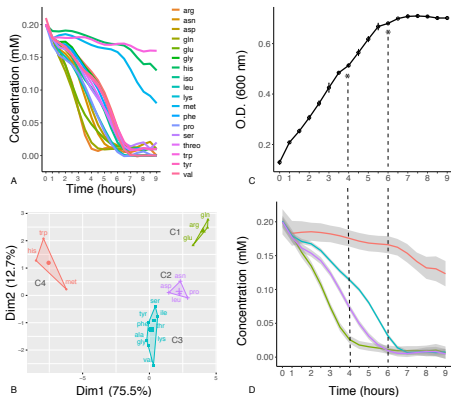 Concentration (mM)
0.20
0.15
0.10
0.05
0.00
0 1 2 3 4 5 6 7 8 9
A
Time (hours)
arg
asn
asp
gln
glu
gly
his
iso
leu
lys
met
phe
pro
ser
threo
trp
tyr
val
O.D. (600 nm)
0.6
0.4
0.2
*
*
0 1 2 3 4 5 6 7 8 9
C
Time (hours)
Dim2 (12.7%)
3
2
1
0
-1
-2
trp
his
met
C4
C1
gln
arg
glu
C2
asn
asp
pro
leu
ser
tyr
ile
phe
thr
ala
lys
gly
val
C3
-5
0
5
B
Dim1 (75.5%)
Concentration (mM)
0.20
0.15
0.10
0.05
0.00
0 1 2 3 4 5 6 7 8 9
D
Time (hours)